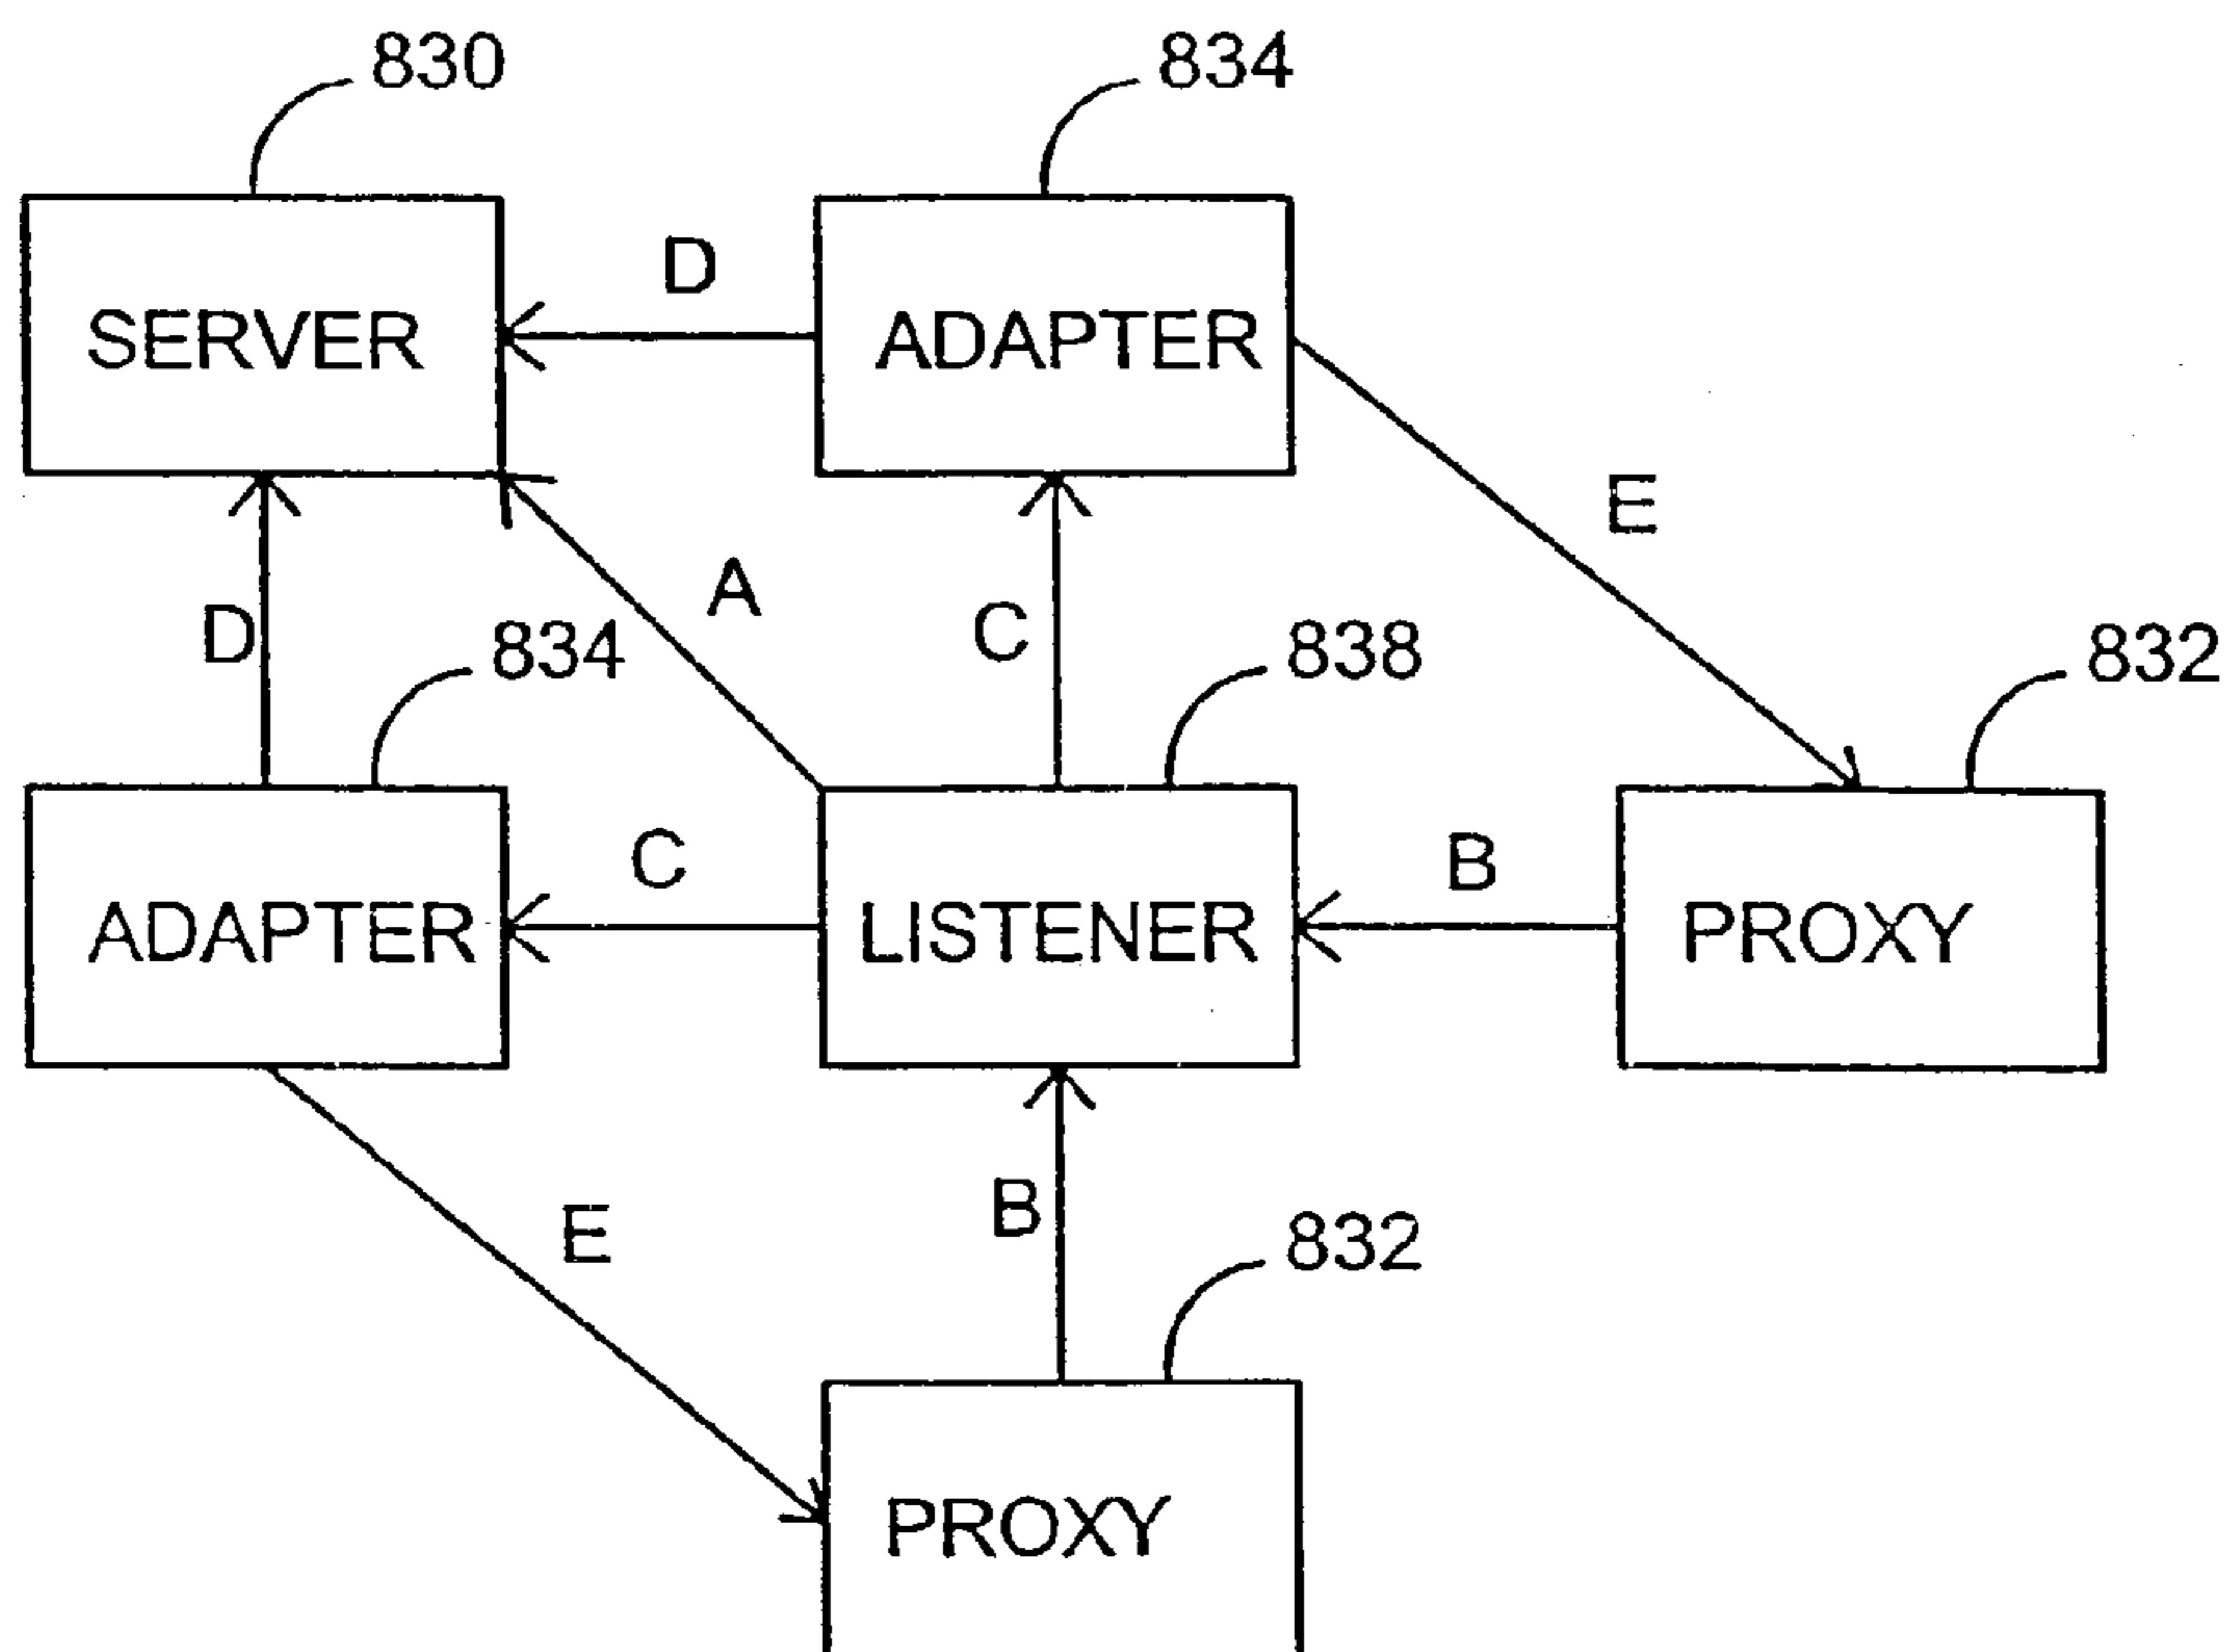 830
834
D
SERVER
ADAPTER
E
A
D
C
834
838
832
C
B
ADAPTER
LISTENER
PROXY
B
E
832
PROXY